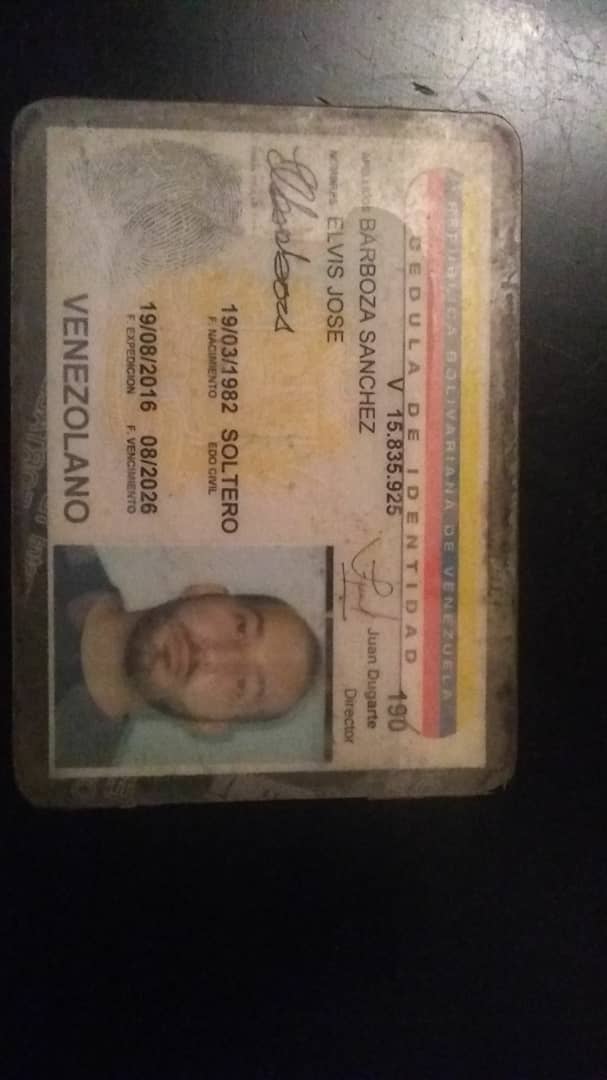 REPÚBLICA BOLIVARIANA DE VENEZUELA
CEDULA DE IDENTIDAD
V 15.835.925
190
APELLIDOS BARBOZA SANCHEZ
Juan Dugarte
NOMBRES ELVIS JOSE
Director
19/03/1982 SOLTERO
F. NACIMIENTO EDO CIVIL
19/08/2016 08/2026
F. EXPEDICION F. VENCIMIENTO
VENEZOLANO